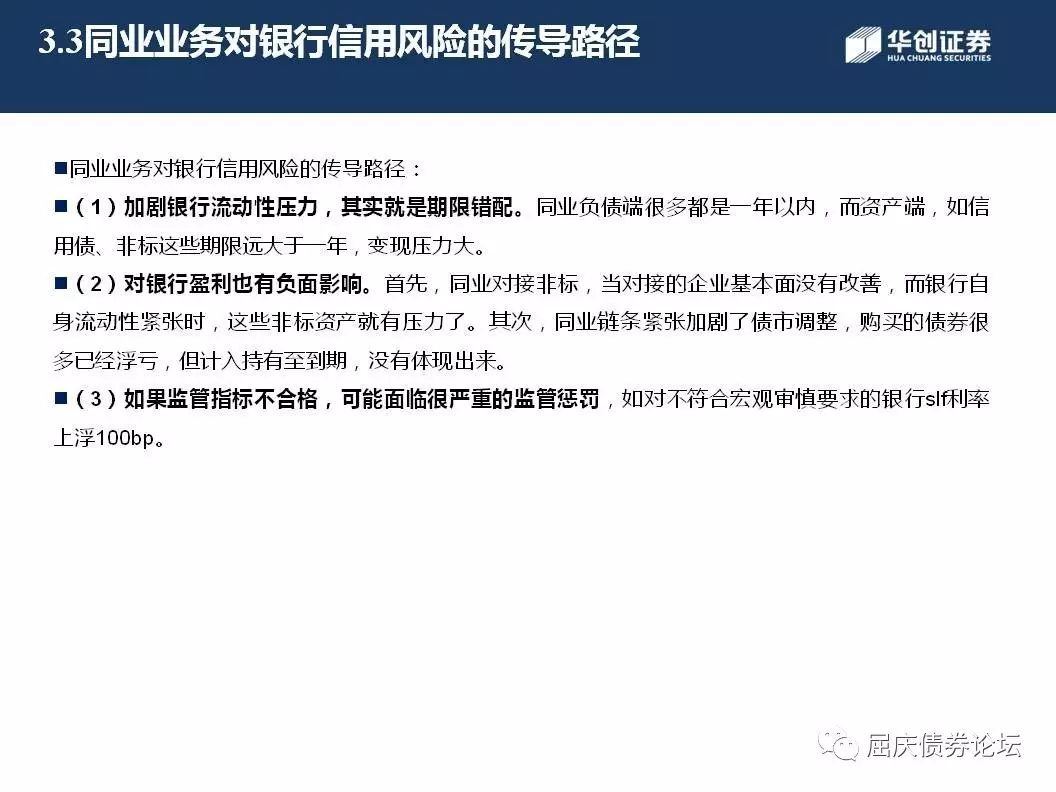 3.3同业业务对银行信用风险的传导路径
华创证券
HUA CHUANG SECURITIES
■同业业务对银行信用风险的传导路径：
■（1）加剧银行流动性压力，其实就是期限错配。同业负债端很多都是一年以内，而资产端，如信
用债、非标这些期限远大于一年，变现压力大。
■（2）对银行盈利也有负面影响。首先，同业对接非标，当对接的企业基本面没有改善，而银行自
身流动性紧张时，这些非标资产就有压力了。其次，同业链条紧张加剧了债市调整，购买的债券很
多已经浮亏，但计入持有至到期，没有体现出来。
■（3）如果监管指标不合格，可能面临很严重的监管惩罚，如对不符合宏观审慎要求的银行slf利率
上浮100bp。
屈庆债券论坛